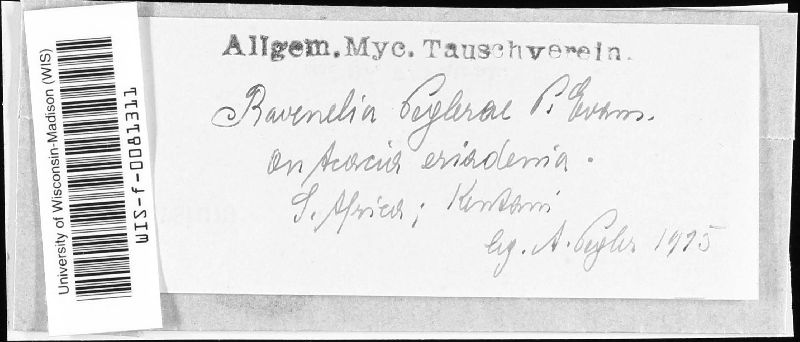 Allgem. Myc. Tauschverein.
Ravenelia Peglerae P. Evans.
on Acacia eriadenia.
S. Africa; Kentani
leg. A. Pegler 1915
University of Wisconsin-Madison (WIS)
WIS-f-0081311